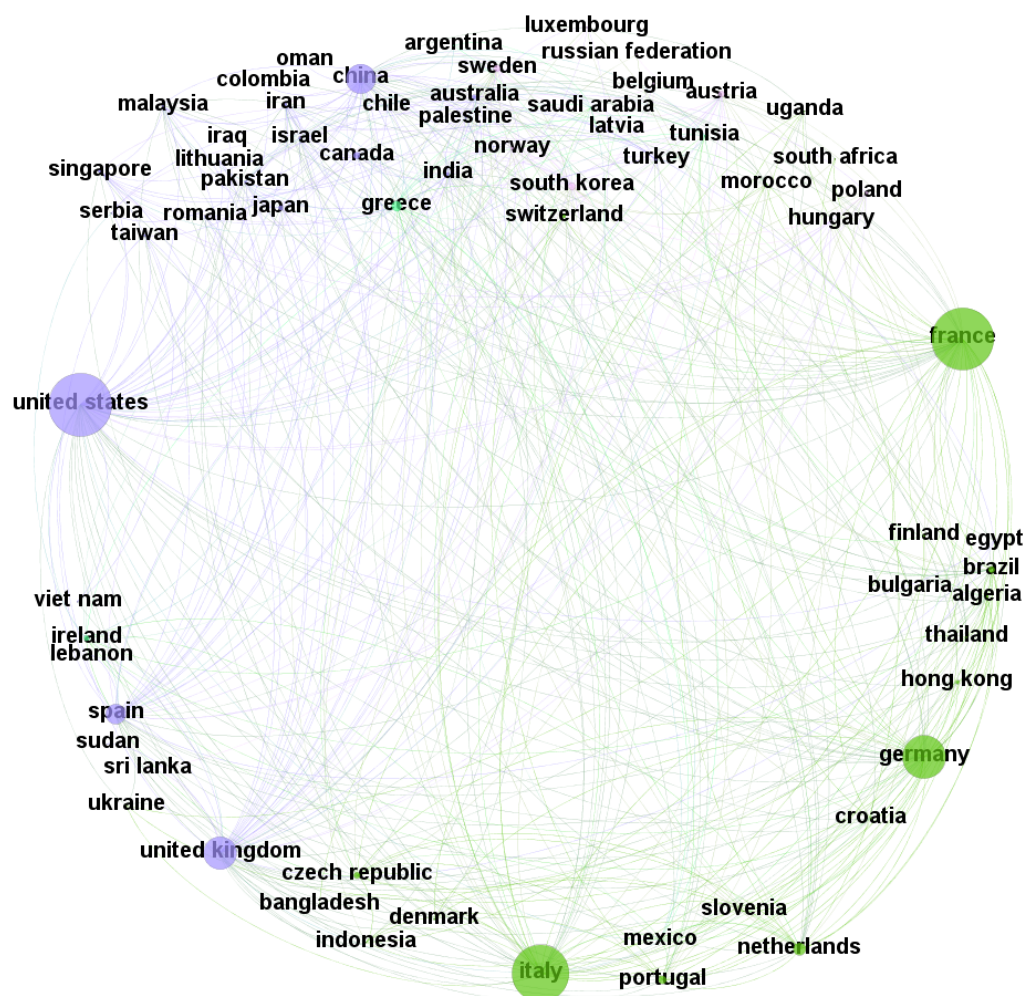 luxembourg
argentina
russian federation
oman
sweden
china
colombia
belgium
austria
malaysia
iran
chile
australia
saudi arabia
uganda
palestine
latvia
iraq
israel
tunisia
norway
canada
lithuania
turkey
south africa
singapore
pakistan
india
south korea
morocco
poland
serbia
romania
japan
greece
switzerland
hungary
taiwan
france
united states
finland
egypt
brazil
bulgaria
algeria
viet nam
ireland
thailand
lebanon
hong kong
spain
sudan
germany
sri lanka
ukraine
croatia
united kingdom
czech republic
bangladesh
slovenia
denmark
indonesia
mexico
netherlands
italy
portugal